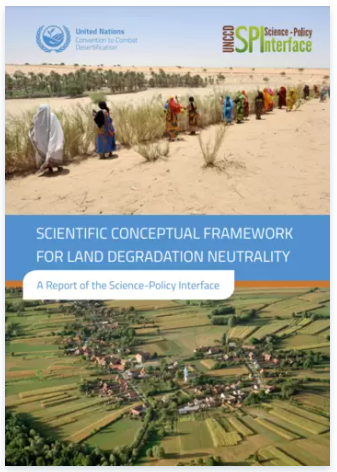 United Nations
Convention to Combat
Desertification
UNCCD
SPI
Science - Policy
Interface
SCIENTIFIC CONCEPTUAL FRAMEWORK
FOR LAND DEGRADATION NEUTRALITY
A Report of the Science-Policy Interface